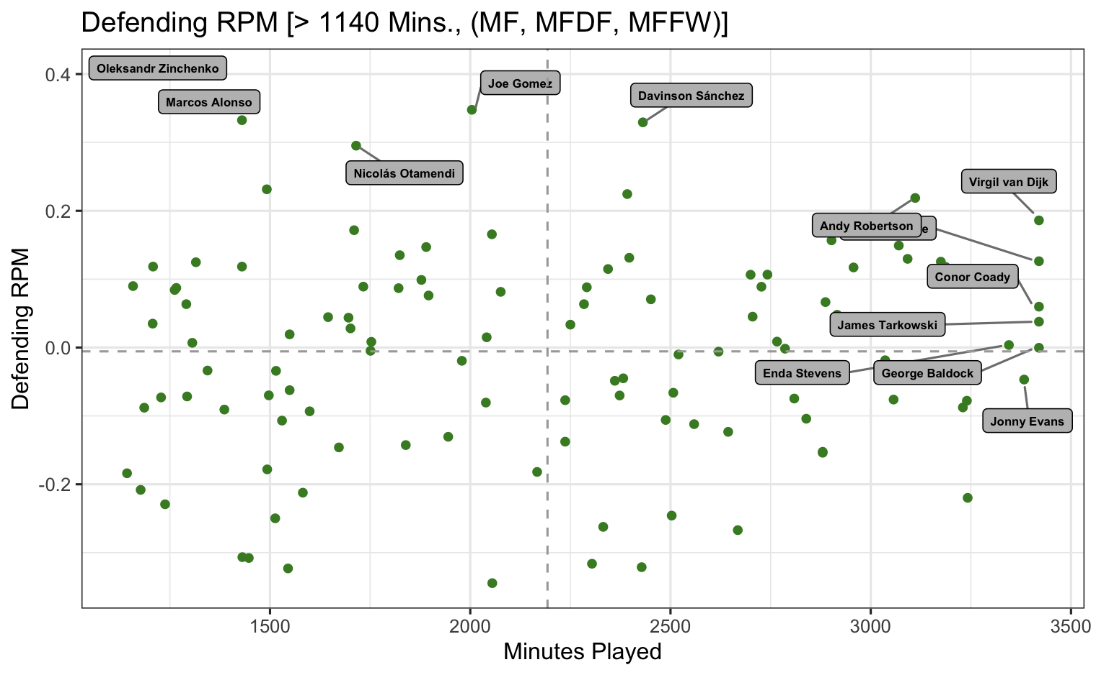 Defending RPM [> 1140 Mins., (MF, MFDF, MFFW)]
Defending RPM
0.4
0.2
0.0
-0.2
Oleksandr Zinchenko
Marcos Alonso
Joe Gomez
Davinson Sánchez
Nicolás Otamendi
Virgil van Dijk
Andy Robertson
Conor Coady
James Tarkowski
Enda Stevens
George Baldock
Jonny Evans
1500
2000
2500
3000
3500
Minutes Played